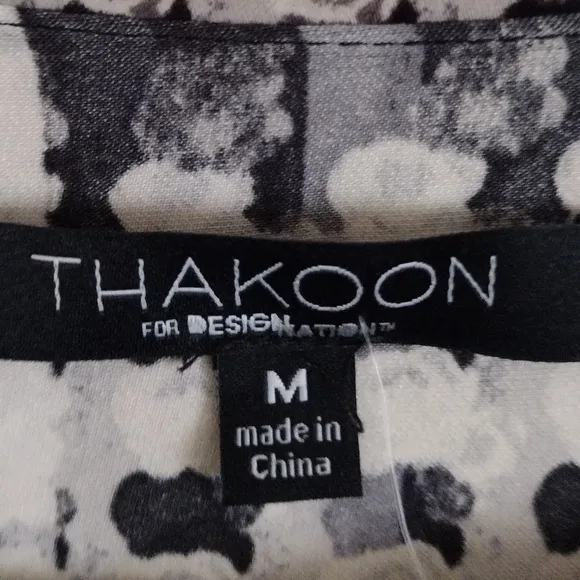 THAKOON
FOR DESIGNNATION™
M
made in
China